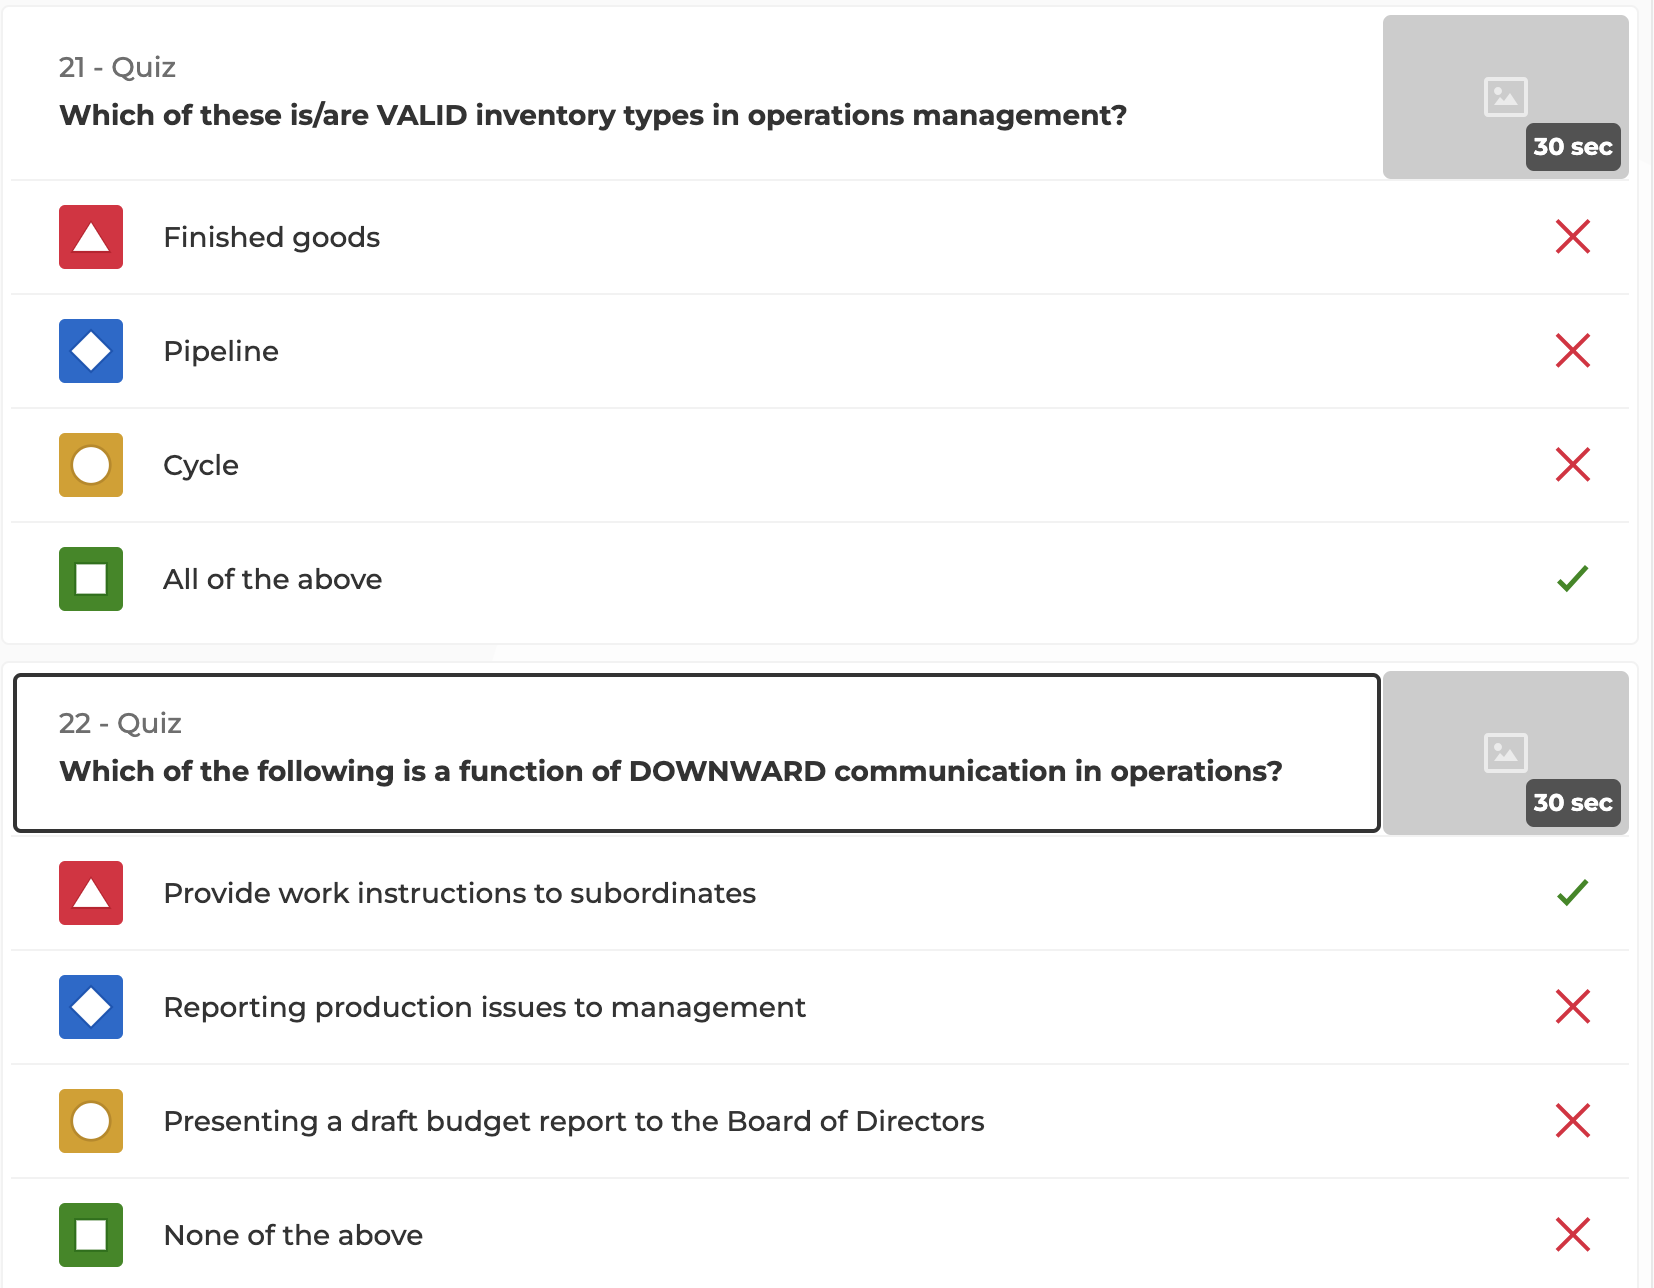 21 - Quiz
Which of these is/are VALID inventory types in operations management?
30 sec
Finished goods
Pipeline
Cycle
All of the above
22 - Quiz
Which of the following is a function of DOWNWARD communication in operations?
30 sec
Provide work instructions to subordinates
Reporting production issues to management
Presenting a draft budget report to the Board of Directors
None of the above